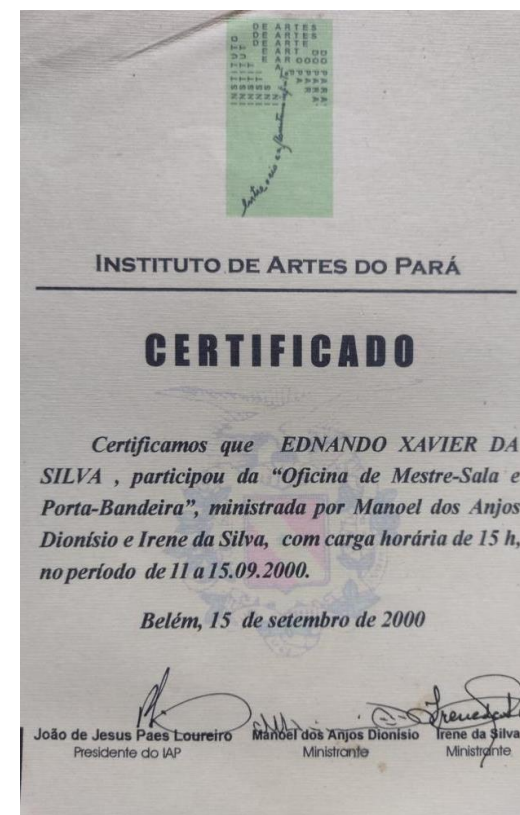 INSTITUTO DE ARTES DO PARÁ
CERTIFICADO
Certificamos que EDNANDO XAVIER DA
SILVA , participou da “Oficina de Mestre-Sala e
Porta-Bandeira”, ministrada por Manoel dos Anjos
Dionísio e Irene da Silva, com carga horária de 15 h,
no período de 11 a 15.09.2000.
Belém, 15 de setembro de 2000
João de Jesus Paes Loureiro Manoel dos Anjos Dionísio Irene da Silva
Presidente do IAP Ministrante Ministrante